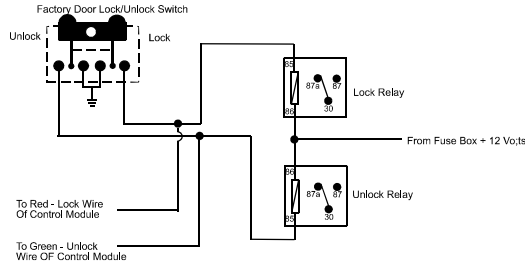 Factory Door Lock/Unlock Switch
Unlock
Lock
85
87a
87
Lock Relay
86
30
From Fuse Box + 12 Vo;ts
86
87a
87
Unlock Relay
85
30
To Red - Lock Wire
Of Control Module
To Green - Unlock
Wire OF Control Module